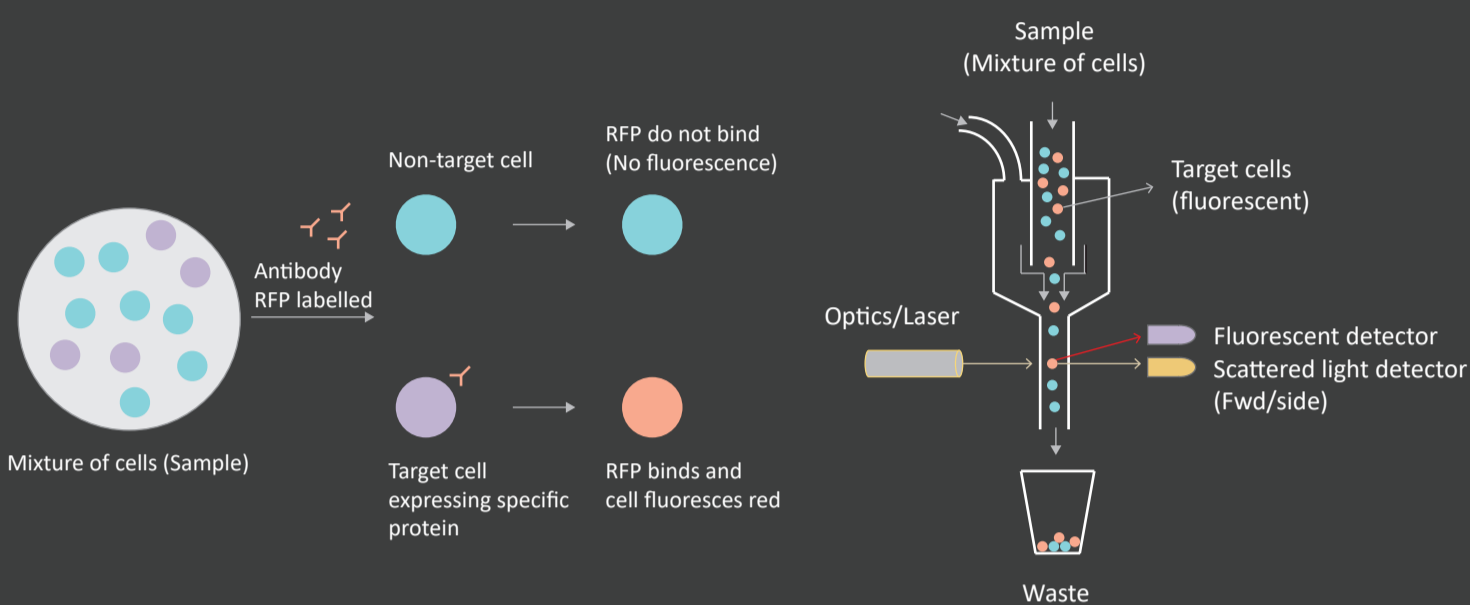 Mixture of cells (Sample)
Antibody
RFP labelled
Non-target cell
RFP do not bind
(No fluorescence)
Target cell
expressing specific
protein
RFP binds and
cell fluoresces red
Sample
(Mixture of cells)
Target cells
(fluorescent)
Optics/Laser
Fluorescent detector
Scattered light detector
(Fwd/side)
Waste